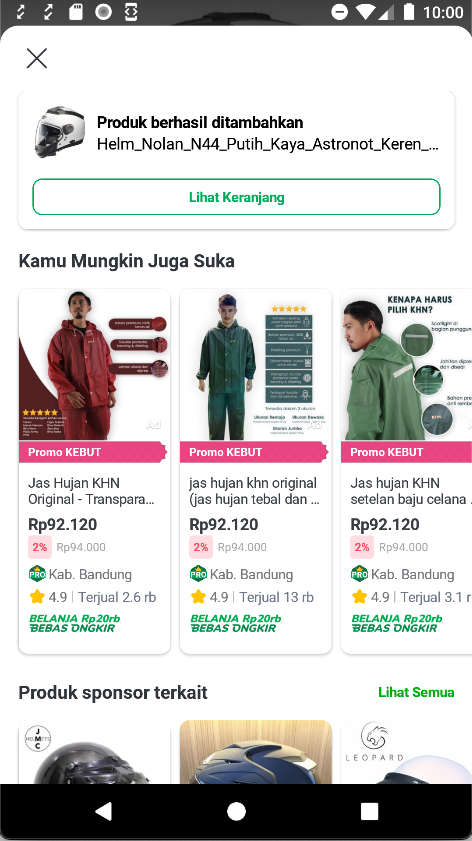 10:00
Produk berhasil ditambahkan
Helm_Nolan_N44_Putih_Kaya_Astronot_Keren_...
Lihat Keranjang
Kamu Mungkin Juga Suka
KENAPA HARUS
PILIH KHN?
Ad
Ad
Promo KEBUT
Promo KEBUT
Promo KEBUT
Jas Hujan KHN
Original - Transpara...
Rp92.120
2% Rp94.000
PRO Kab. Bandung
4.9 | Terjual 2.6 rb
BELANJA Rp20rb
BEBAS ONGKIR
jas hujan khn original
(jas hujan tebal dan ...
Rp92.120
2% Rp94.000
PRO Kab. Bandung
4.9 | Terjual 13 rb
BELANJA Rp20rb
BEBAS ONGKIR
Jas hujan KHN
setelan baju celana .
Rp92.120
2% Rp94.000
PRO Kab. Bandung
4.9 | Terjual 3.1 r
BELANJA Rp20rb
BEBAS ONGKIR
Produk sponsor terkait
Lihat Semua
J
HELMETS
M
C
LEOPARD